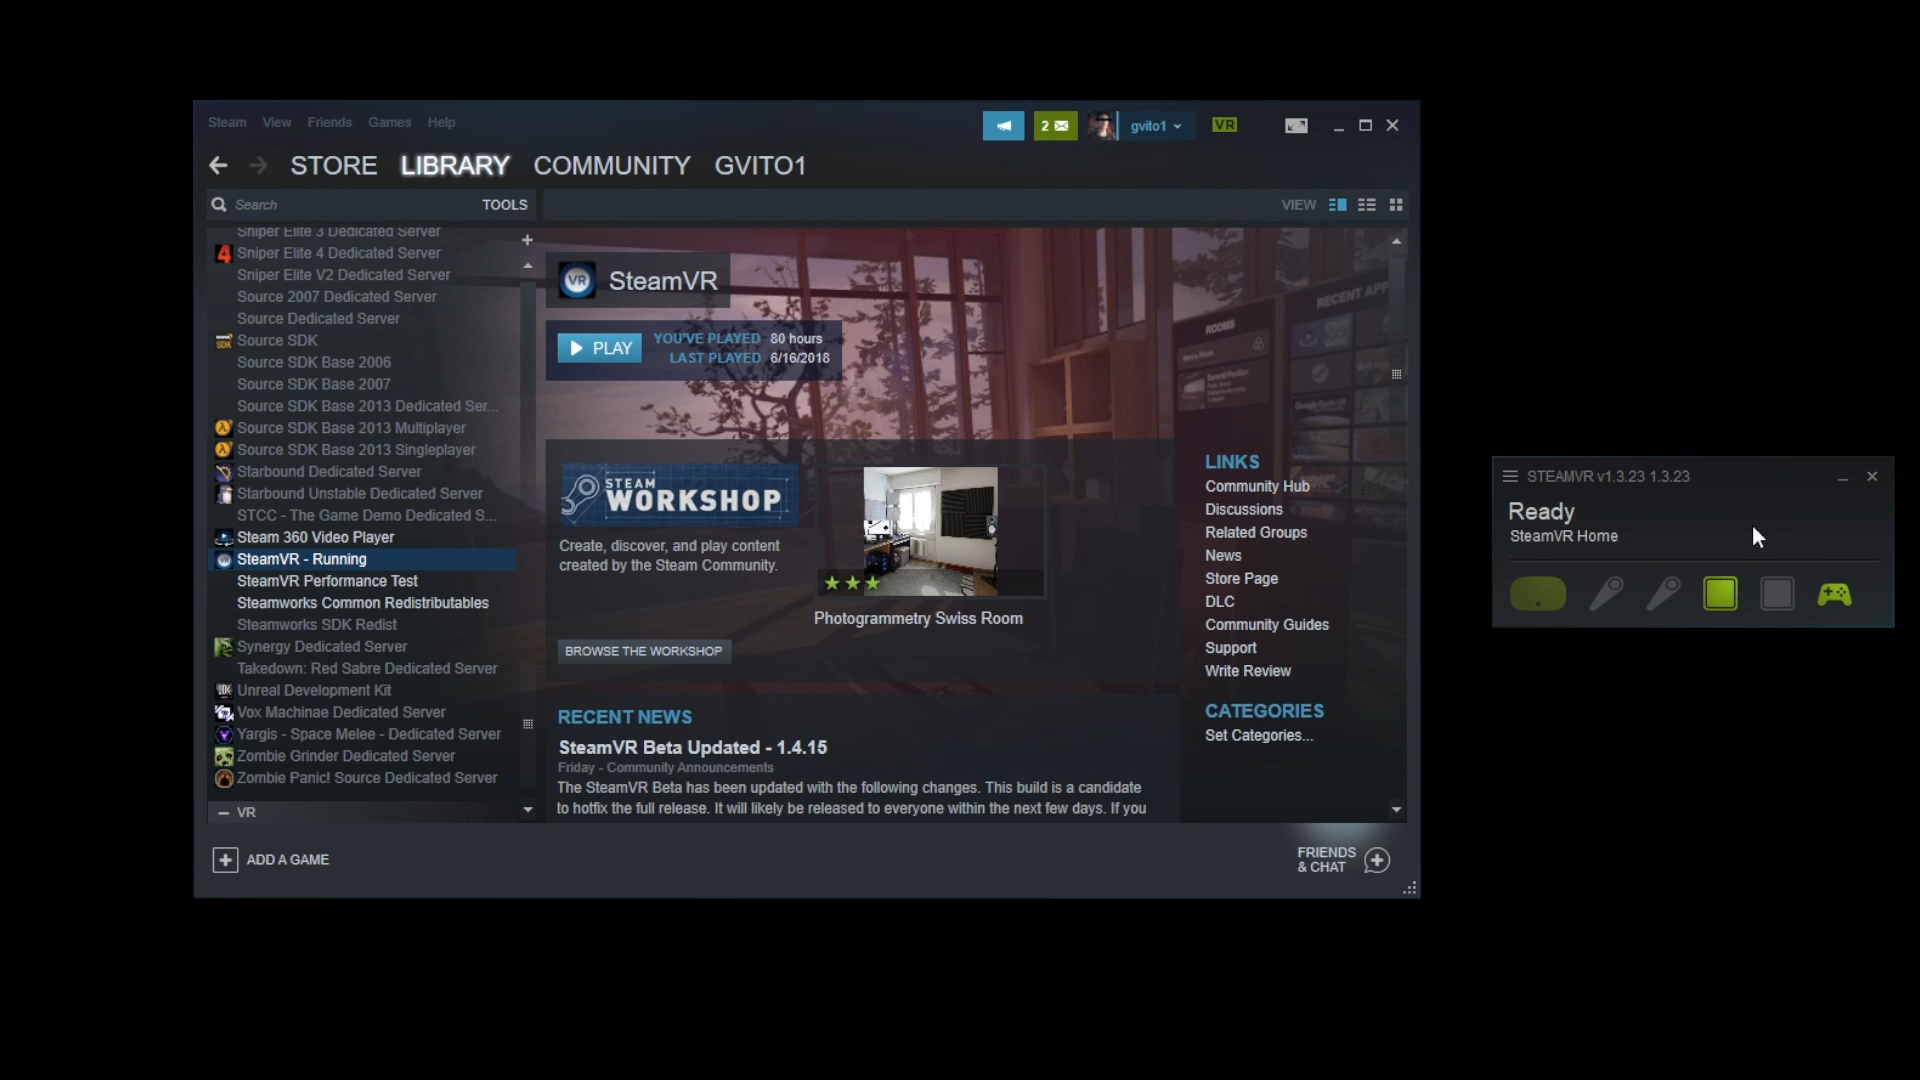 Steam View Friends Games Help
2
gvito1
VR
STORE LIBRARY COMMUNITY GVITO1
Search
TOOLS
VIEW
Sniper Elite 3 Dedicated Server
4 Sniper Elite 4 Dedicated Server
Sniper Elite V2 Dedicated Server
Source 2007 Dedicated Server
Source Dedicated Server
SDK Source SDK
Source SDK Base 2006
Source SDK Base 2007
Source SDK Base 2013 Dedicated Ser...
Source SDK Base 2013 Multiplayer
Source SDK Base 2013 Singleplayer
Starbound Dedicated Server
Starbound Unstable Dedicated Server
STCC - The Game Demo Dedicated S...
Steam 360 Video Player
SteamVR - Running
SteamVR Performance Test
Steamworks Common Redistributables
Steamworks SDK Redist
Synergy Dedicated Server
Takedown: Red Sabre Dedicated Server
Unreal Development Kit
Vox Machinae Dedicated Server
Yargis - Space Melee - Dedicated Server
Zombie Grinder Dedicated Server
Zombie Panic! Source Dedicated Server
VR
VR SteamVR
PLAY
YOU'VE PLAYED 80 hours
LAST PLAYED 6/16/2018
ROOMS
RECENT APP
STEAM
WORKSHOP
Create, discover, and play content
created by the Steam Community.
BROWSE THE WORKSHOP
Photogrammetry Swiss Room
RECENT NEWS
SteamVR Beta Updated - 1.4.15
Friday - Community Announcements
The SteamVR Beta has been updated with the following changes. This build is a candidate
to hotfix the full release. It will likely be released to everyone within the next few days. If you
LINKS
Community Hub
Discussions
Related Groups
News
Store Page
DLC
Community Guides
Support
Write Review
CATEGORIES
Set Categories...
ADD A GAME
FRIENDS
& CHAT
STEAMVR v1.3.23 1.3.23
Ready
SteamVR Home